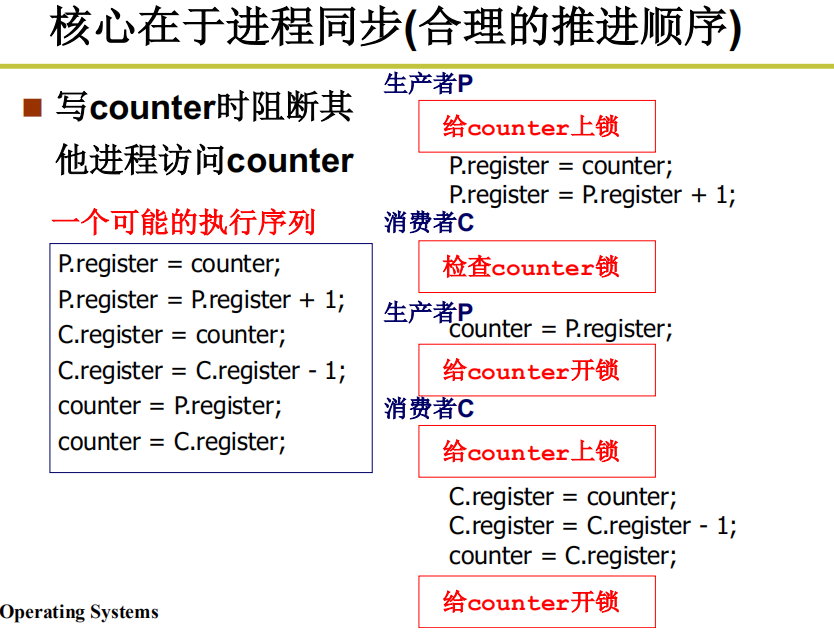 核心在于进程同步(合理的推进顺序)
■ 写counter时阻断其
他进程访问counter
一个可能的执行序列
P.register = counter;
P.register = P.register + 1;
C.register = counter;
C.register = C.register - 1;
counter = P.register;
counter = C.register;
生产者P
给counter上锁
P.register = counter;
P.register = P.register + 1;
消费者C
检查counter锁
生产者P
counter = P.register;
给counter开锁
消费者C
给counter上锁
C.register = counter;
C.register = C.register - 1;
counter = C.register;
给counter开锁
Operating Systems